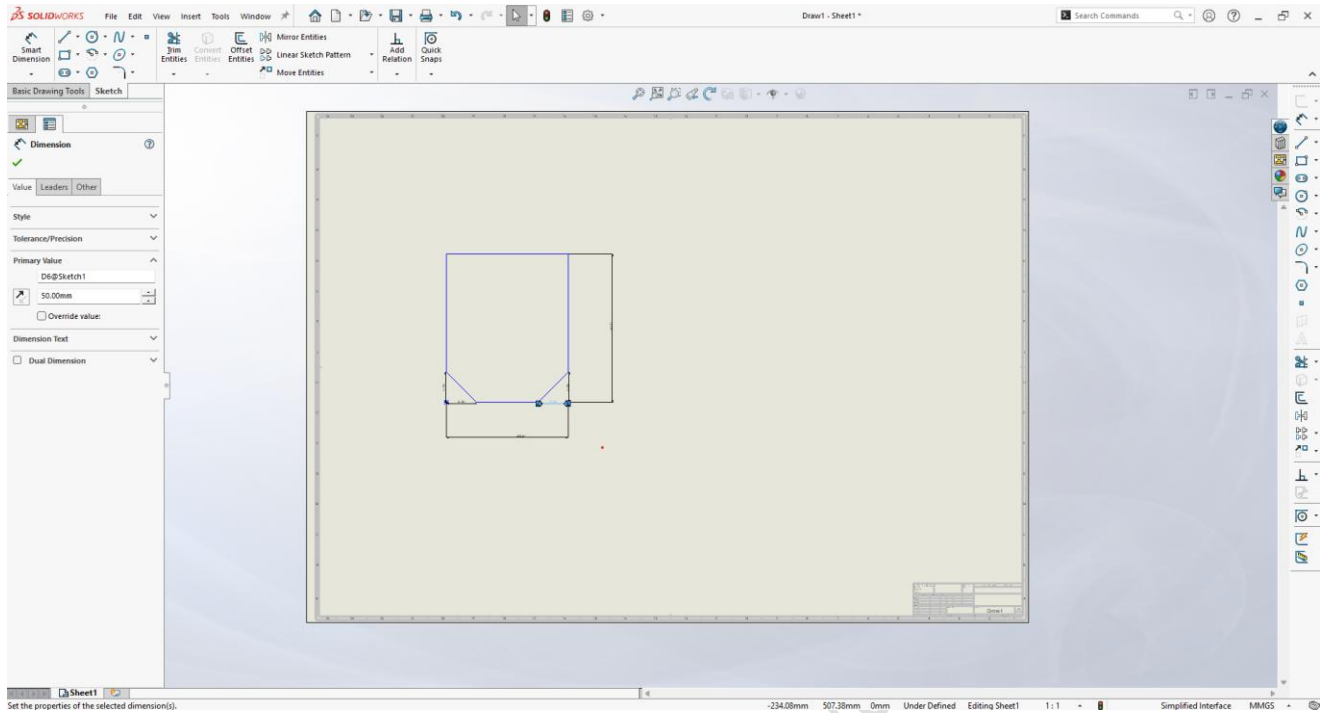 SOLIDWORKS File Edit View Insert Tools Window Draw1 - Sheet1 * Search Commands
Smart Dimension
Trim Entities
Convert Entities
Offset Entities
Mirror Entities
Linear Sketch Pattern
Move Entities
Add Relation
Quick Snaps
Basic Drawing Tools Sketch
Dimension
Value Leaders Other
Style
Tolerance/Precision
Primary Value
D6@Sketch1
50.00mm
Override value:
Dimension Text
Dual Dimension
Draw1
Sheet1
Set the properties of the selected dimension(s). -234.08mm 507.38mm 0mm Under Defined Editing Sheet1 1:1 Simplified Interface MMGS